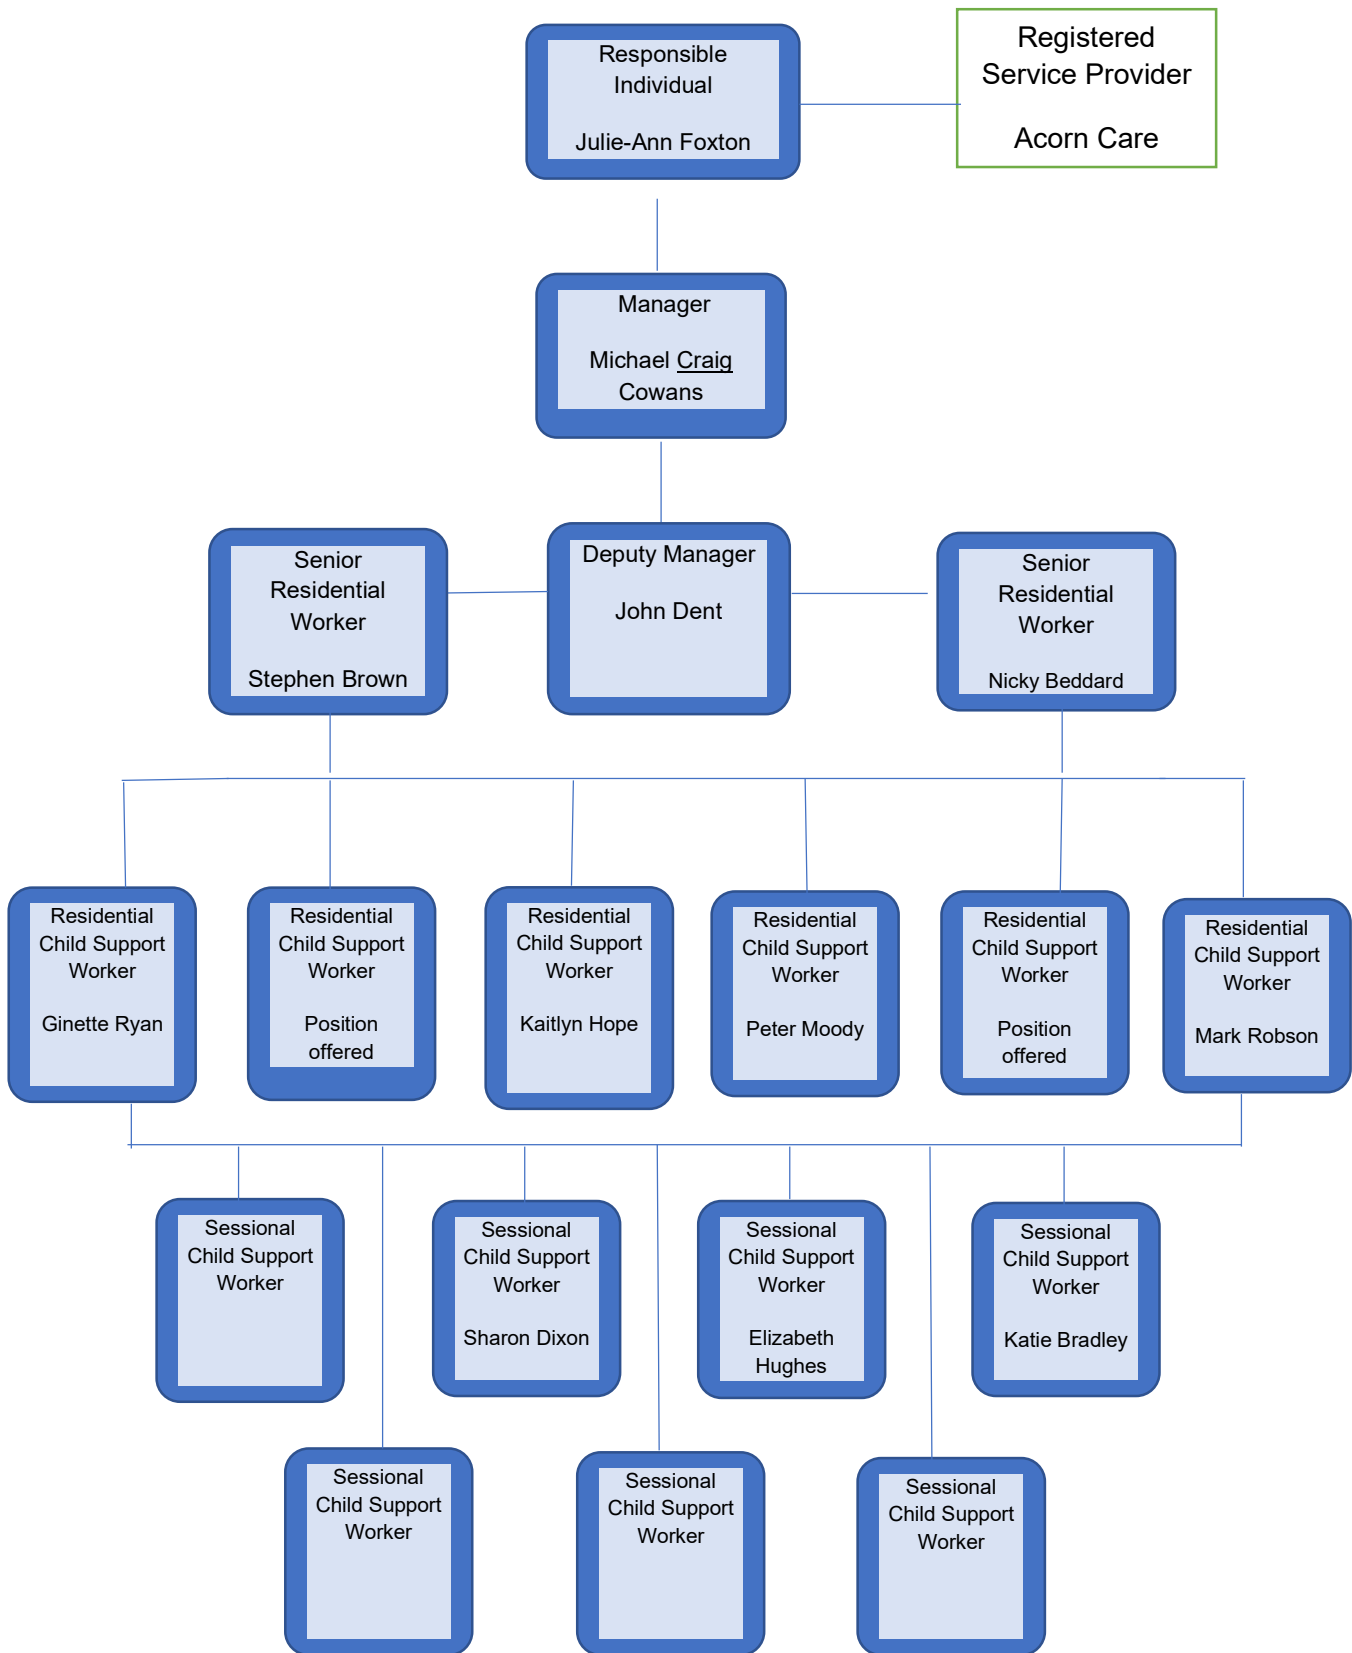 Responsible
Individual
Julie-Ann Foxton
Registered
Service Provider
Acorn Care
Manager
Michael Craig
Cowans
Senior
Residential
Worker
Stephen Brown
Deputy Manager
John Dent
Senior
Residential
Worker
Nicky Beddard
Residential
Child Support
Worker
Ginette Ryan
Residential
Child Support
Worker
Position
offered
Residential
Child Support
Worker
Kaitlyn Hope
Residential
Child Support
Worker
Peter Moody
Residential
Child Support
Worker
Position
offered
Residential
Child Support
Worker
Mark Robson
Sessional
Child Support
Worker
Sessional
Child Support
Worker
Sharon Dixon
Sessional
Child Support
Worker
Elizabeth
Hughes
Sessional
Child Support
Worker
Katie Bradley
Sessional
Child Support
Worker
Sessional
Child Support
Worker
Sessional
Child Support
Worker